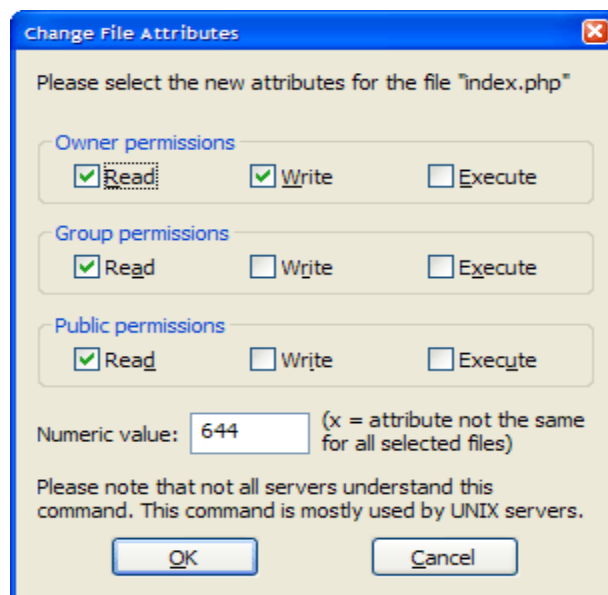 Change File Attributes
Please select the new attributes for the file "index.php"
Owner permissions
Read Write Execute
Group permissions
Read Write Execute
Public permissions
Read Write Execute
Numeric value: 644 (x = attribute not the same
for all selected files)
Please note that not all servers understand this
command. This command is mostly used by UNIX servers.
OK Cancel